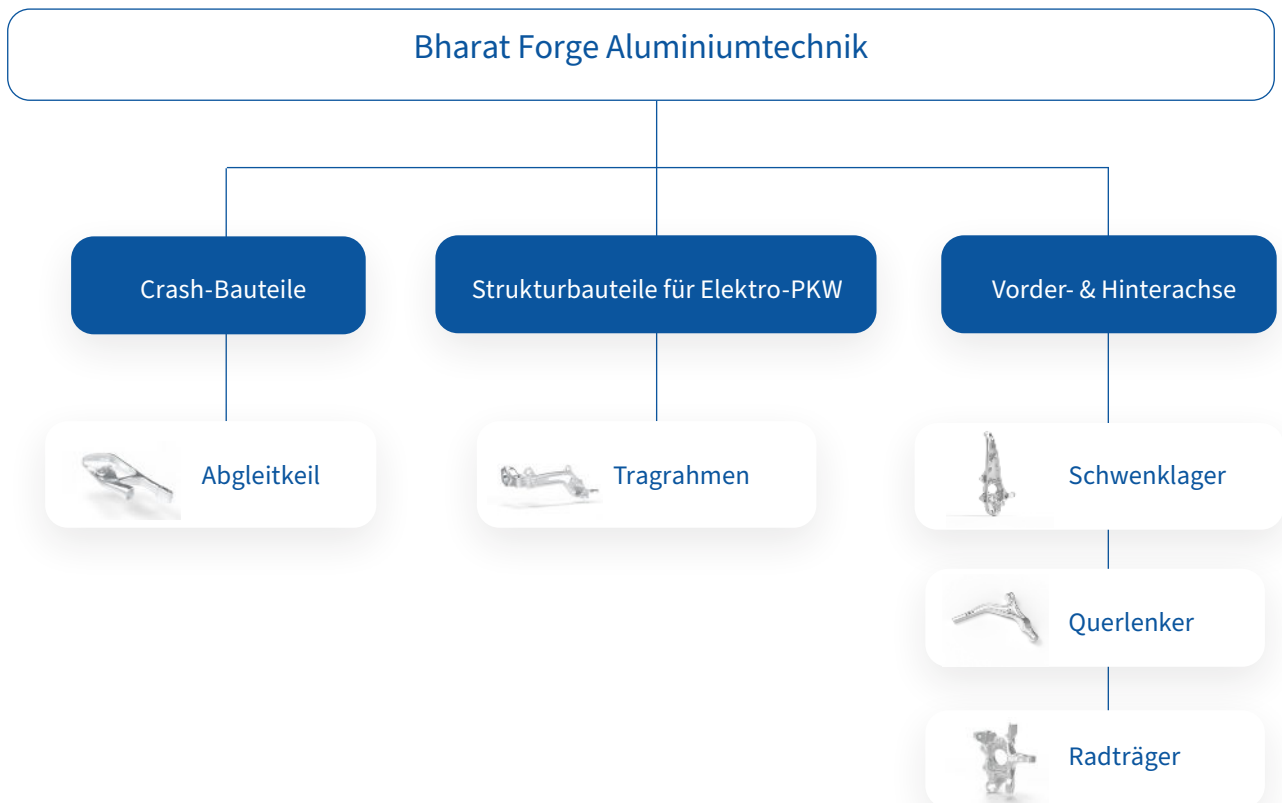 Bharat Forge Aluminiumtechnik
Crash-Bauteile
Strukturbauteile für Elektro-PKW
Vorder- & Hinterachse
Abgleitkeil
Tragrahmen
Schwenklager
Querlenker
Radträger